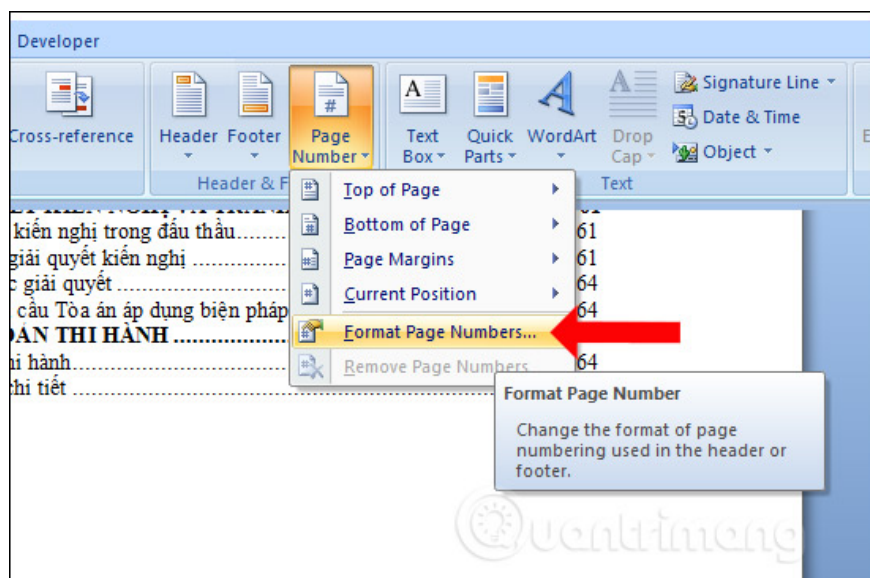 Developer
Cross-reference
Header Footer Page Number
Text Box Quick Parts WordArt Drop Cap
Signature Line
Date & Time
Object
Header & F
Text
Top of Page
Bottom of Page
Page Margins
Current Position
Format Page Numbers...
Remove Page Numbers
KIẾN NGHỊ VÀ TRANH
kiến nghị trong đấu thầu........ 61
giải quyết kiến nghị ................ 61
giải quyết ................ 64
cầu Tòa án áp dụng biện pháp 64
THI HÀNH ................
hành................ 64
chi tiết ................
Format Page Number
Change the format of page
numbering used in the header or
footer.
Quantrimang